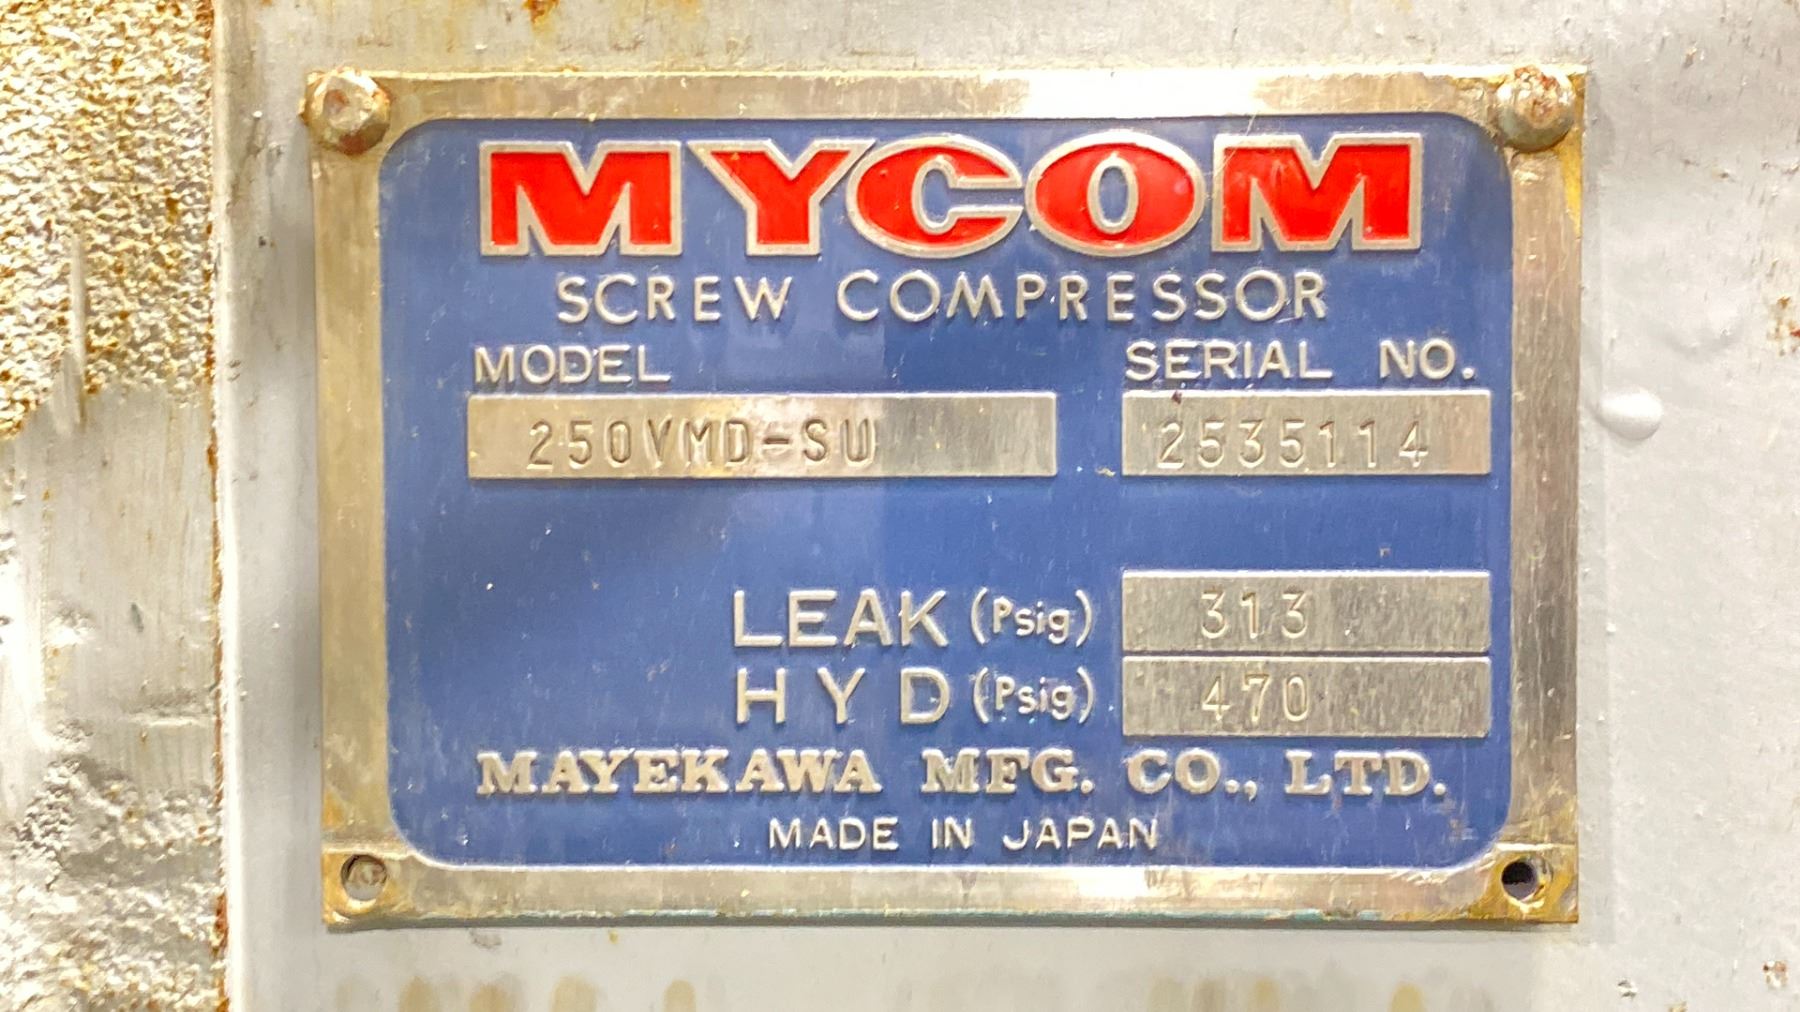 MYCOM
SCREW COMPRESSOR
MODEL SERIAL NO.
250VMD-SU 2535114
LEAK (Psig) 313
HYD (Psig) 470
MAYEKAWA MFG. CO., LTD.
MADE IN JAPAN